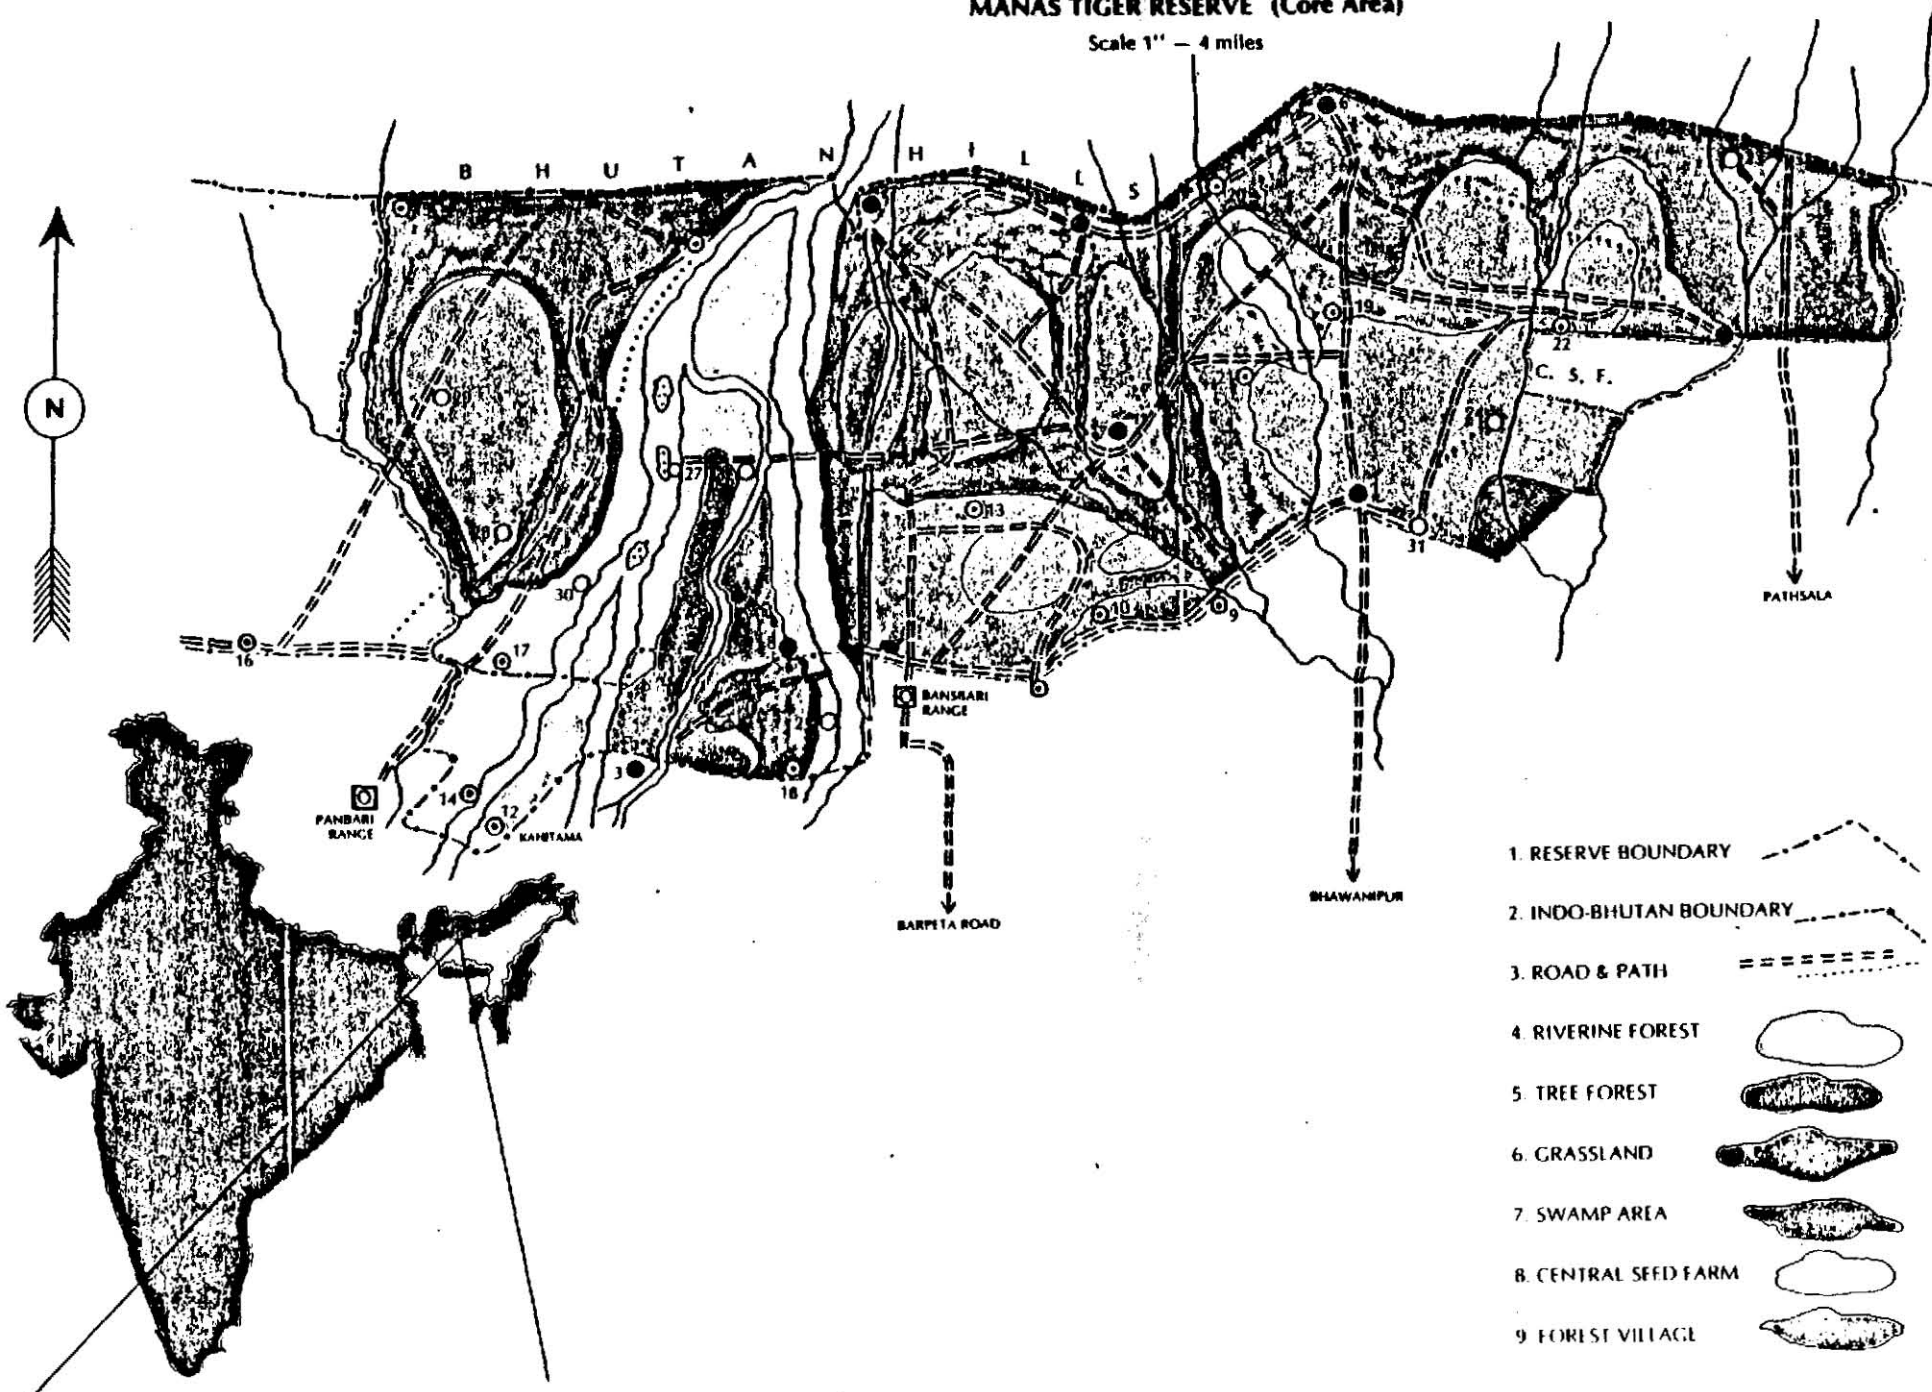 MANAS TIGER RESERVE (Core Area)
Scale 1" — 4 miles
BHUTAN HILLS
N
6
19
22
C. S. F.
27
13
31
30
10
9
16
17
PATHSALA
BANSBARI
RANGE
3
18
14
12
PANBARI
RANGE
KAHITAMA
BARPETA ROAD
BHAWANIPUR
1. RESERVE BOUNDARY
2. INDO-BHUTAN BOUNDARY
3. ROAD & PATH
4. RIVERINE FOREST
5. TREE FOREST
6. GRASSLAND
7. SWAMP AREA
8. CENTRAL SEED FARM
9. FOREST VILLAGE